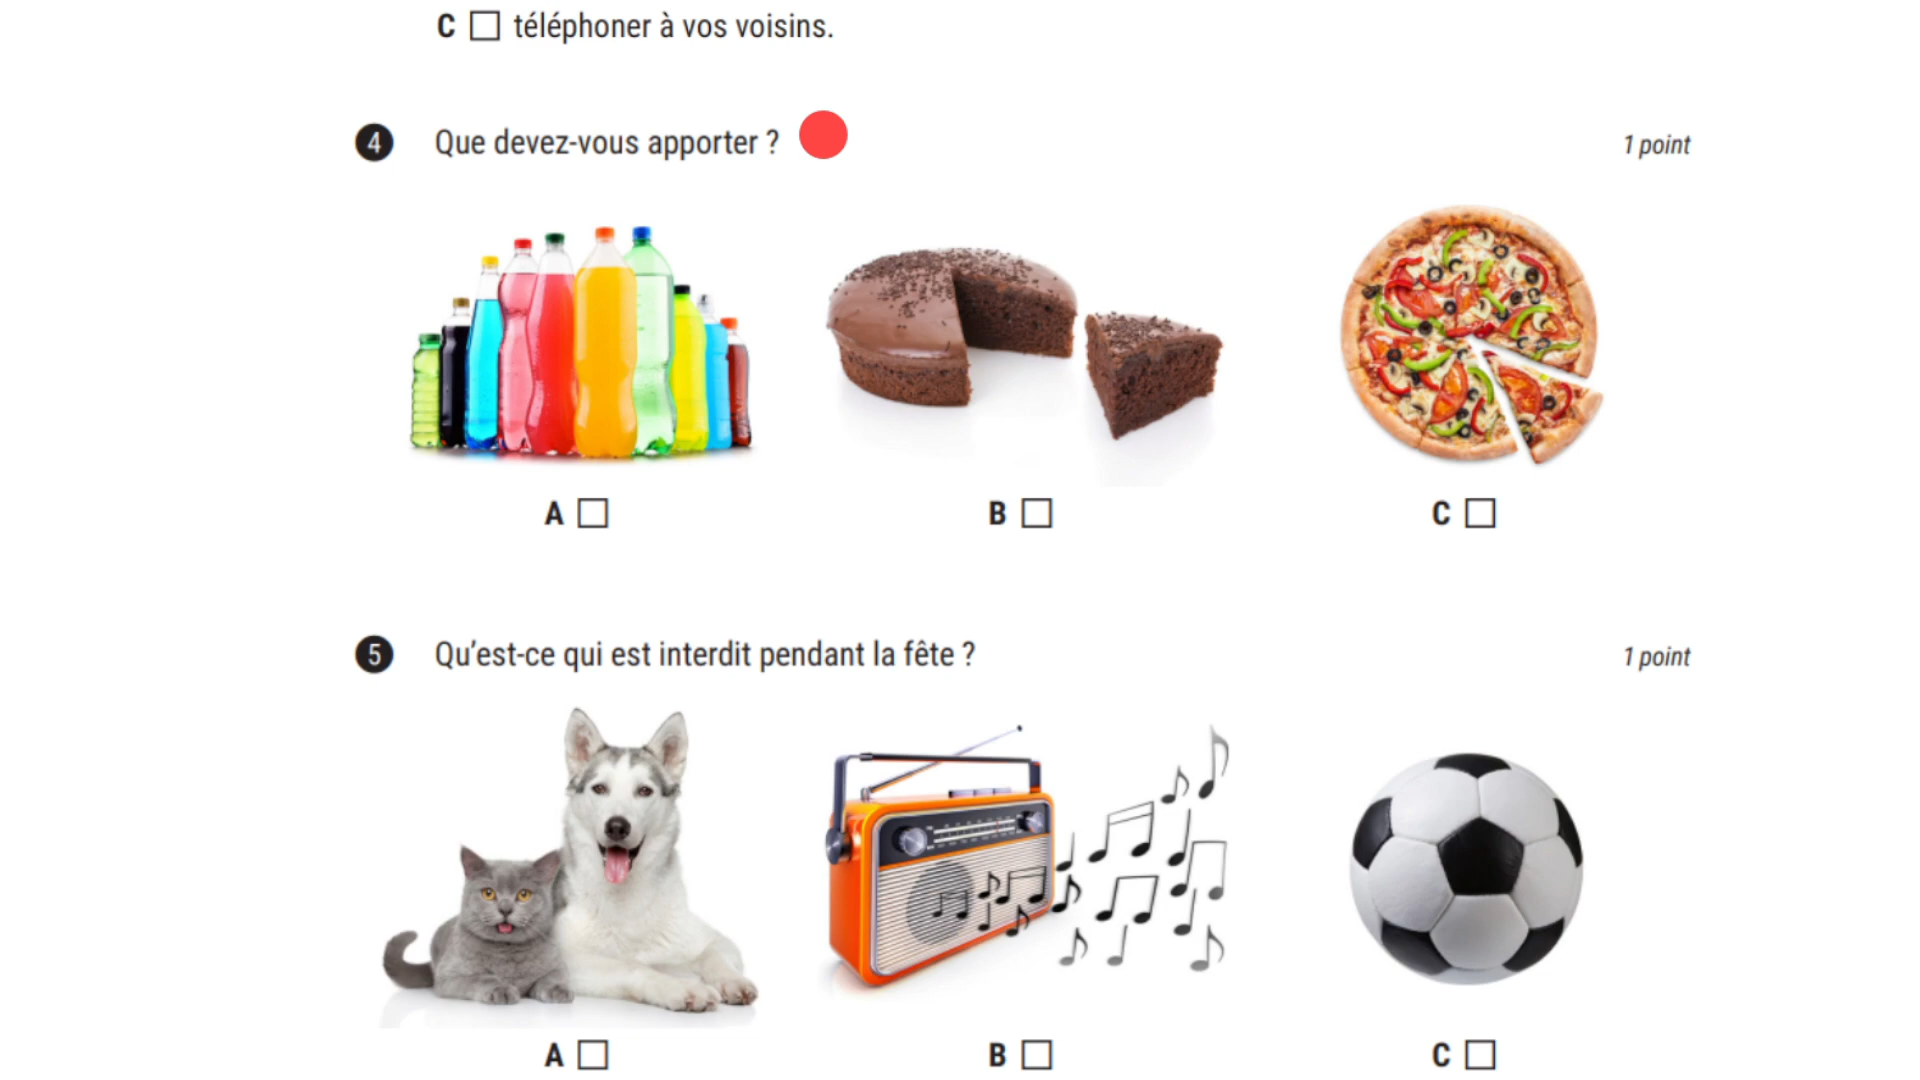 C téléphoner à vos voisins.
4 Que devez-vous apporter ? 1 point
A B C
5 Qu'est-ce qui est interdit pendant la fête ? 1 point
A B C